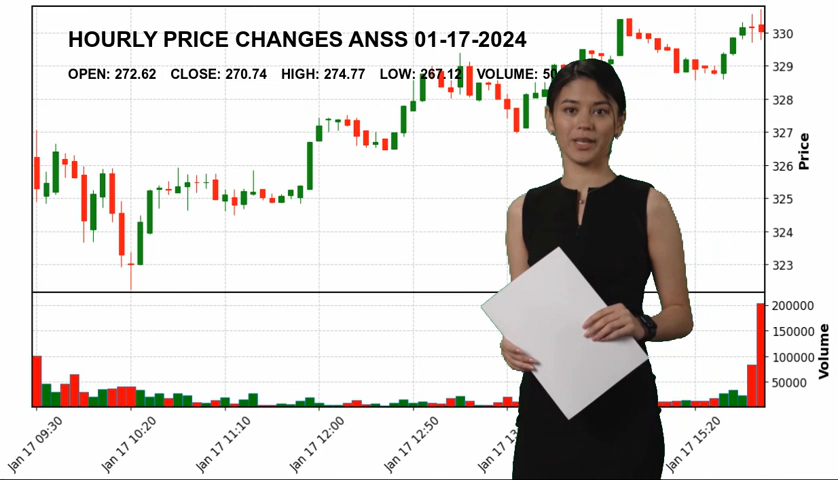 HOURLY PRICE CHANGES ANSS 01-17-2024
OPEN: 272.62 CLOSE: 270.74 HIGH: 274.77 LOW: 267.12 VOLUME:
330
329
328
327
326
325
324
323
Price
200000
150000
100000
50000
Volume
Jan 17 09:30
Jan 17 10:20
Jan 17 11:10
Jan 17 12:00
Jan 17 12:50
Jan 17
Jan 17 15:20